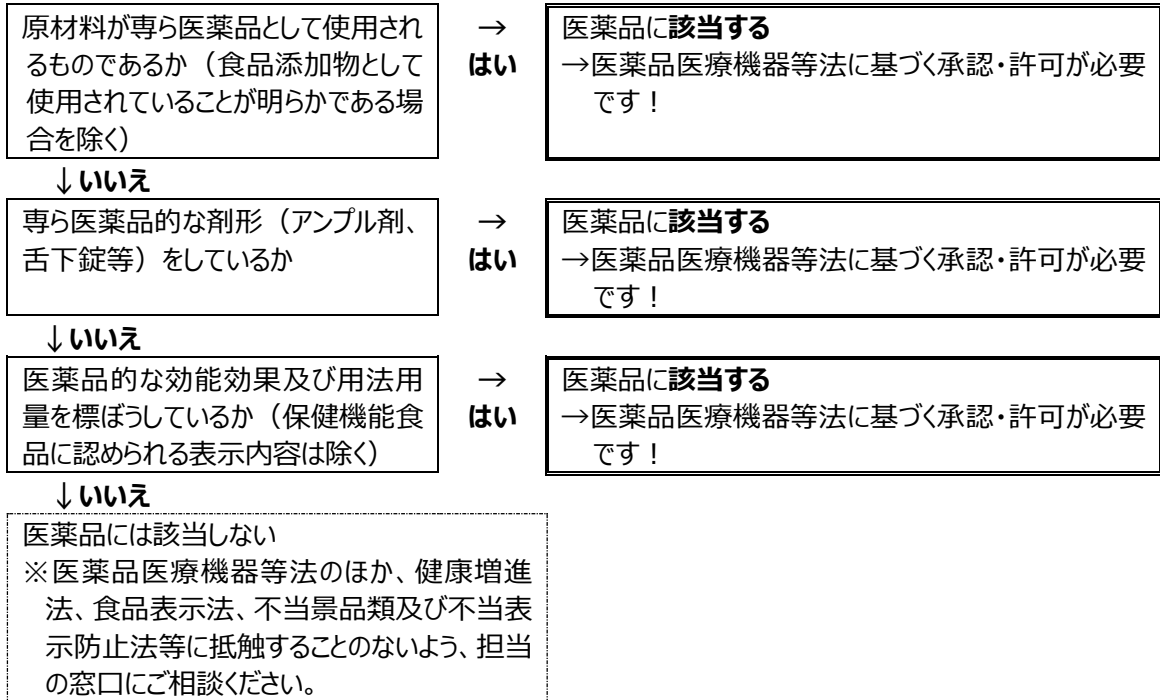 原材料が専ら医薬品として使用され
るものであるか（食品添加物として
使用されていることが明らかである場
合を除く）
→
はい
医薬品に該当する
→医薬品医療機器等法に基づく承認・許可が必要
です！
↓いいえ
専ら医薬品的な剤形（アンプル剤、
舌下錠等）をしているか
→
はい
医薬品に該当する
→医薬品医療機器等法に基づく承認・許可が必要
です！
↓いいえ
医薬品的な効能効果及び用法用
量を標ぼうしているか（保健機能食
品に認められる表示内容は除く）
→
はい
医薬品に該当する
→医薬品医療機器等法に基づく承認・許可が必要
です！
↓いいえ
医薬品には該当しない
※医薬品医療機器等法のほか、健康増進
法、食品表示法、不当景品類及び不当表
示防止法等に抵触することのないよう、担当
の窓口にご相談ください。